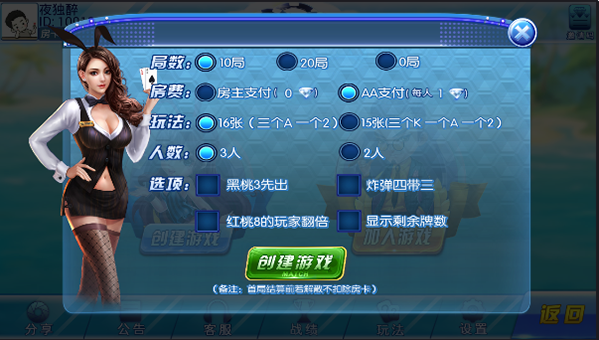 夜独醉
局数： 10局 20局 0局
房费： 房主支付( 0 ) AA支付(每人 1 )
玩法： 16张（三个A 一个2） 15张(三个K 一个A 一个2)
人数： 3人 2人
选项： 黑桃3先出 炸弹四带三
红桃8的玩家翻倍 显示剩余牌数
创建游戏 加入游戏
创建游戏
MATCH
（备注：首局结算前若解散不扣除房卡）
分享 公告 客服 战绩 玩法 设置 返回